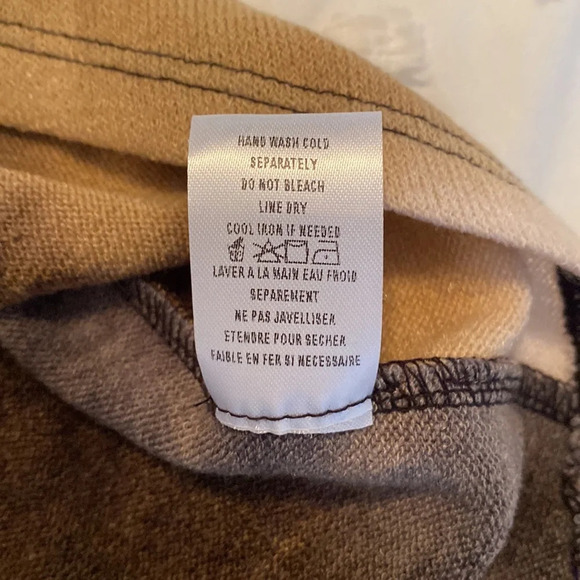 HAND WASH COLD
SEPARATELY
DO NOT BLEACH
LINE DRY
COOL IRON IF NEEDED
LAVER A LA MAIN EAU FROID
SEPAREMENT
NE PAS JAVELLISER
ETENDRE POUR SECHER
FAIBLE EN FER SI NECESSAIRE